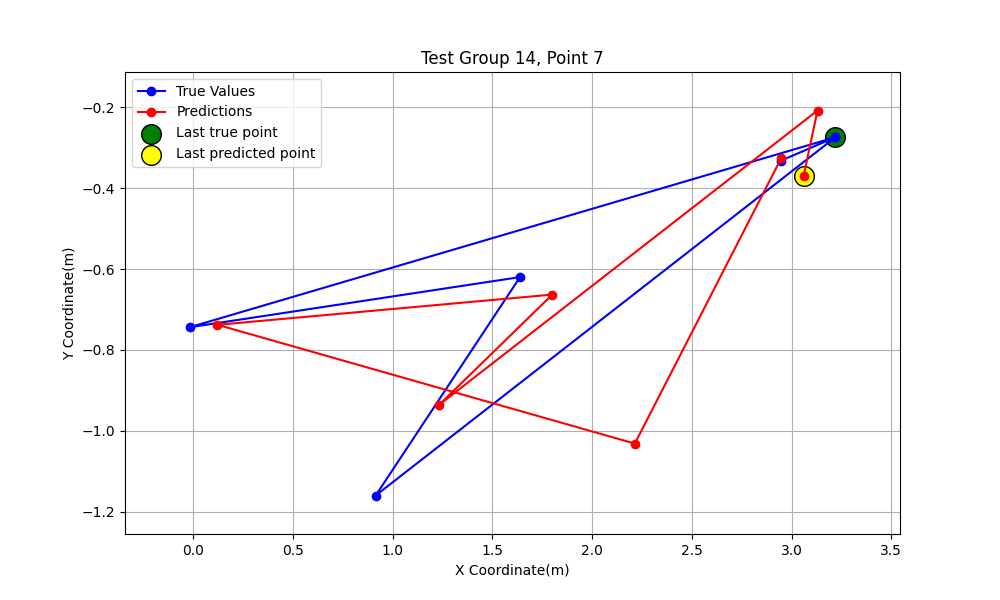 Test Group 14, Point 7
True Values
Predictions
Last true point
Last predicted point
−0.2
−0.4
−0.6
−0.8
−1.0
−1.2
Y Coordinate(m)
0.0 0.5 1.0 1.5 2.0 2.5 3.0 3.5
X Coordinate(m)